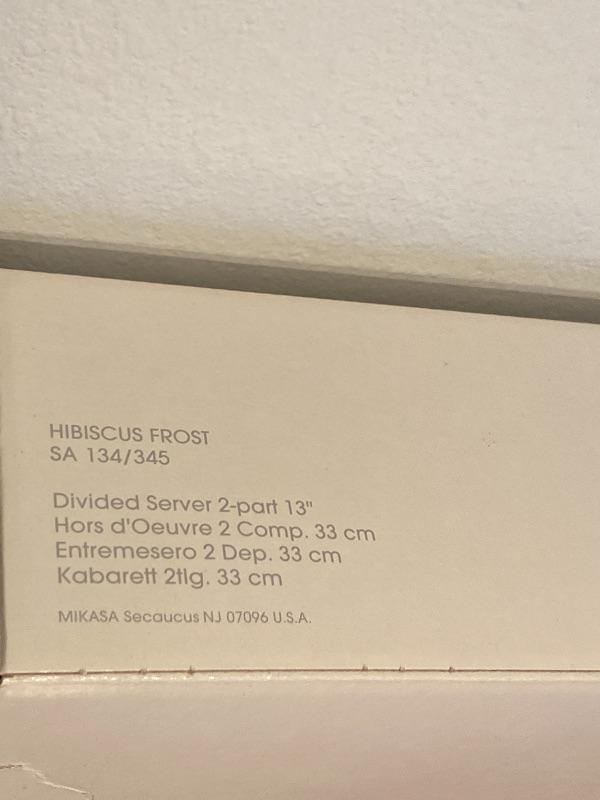 HIBISCUS FROST
SA 134/345
Divided Server 2-part 13"
Hors d'Oeuvre 2 Comp. 33 cm
Entremesero 2 Dep. 33 cm
Kabarett 2tlg. 33 cm
MIKASA Secaucus NJ 07096 U.S.A.